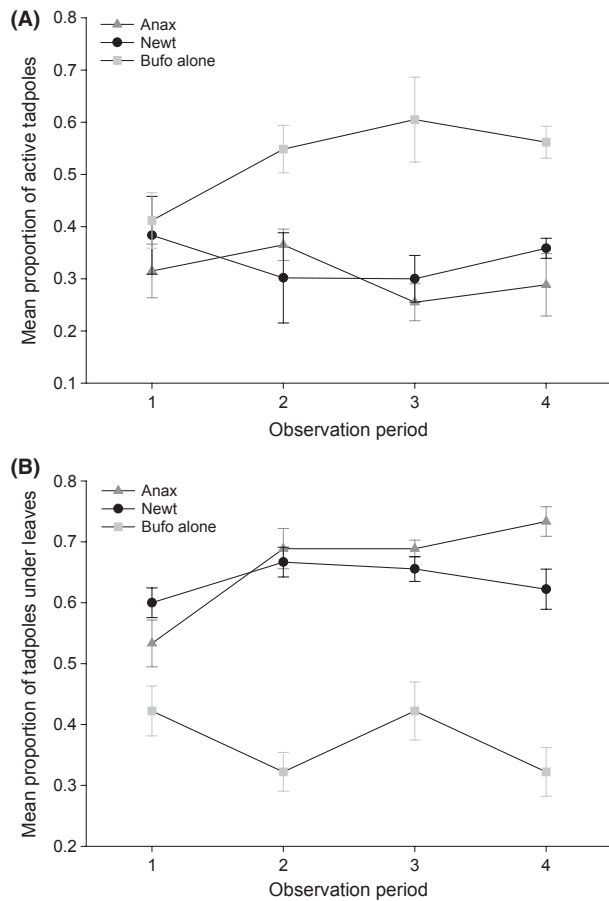 (A)
0.8
0.7
0.6
0.5
0.4
0.3
0.2
0.1
Mean proportion of active tadpoles
Anax
Newt
Bufo alone
1 2 3 4
Observation period
(B)
0.8
0.7
0.6
0.5
0.4
0.3
0.2
Mean proportion of tadpoles under leaves
Anax
Newt
Bufo alone
1 2 3 4
Observation period